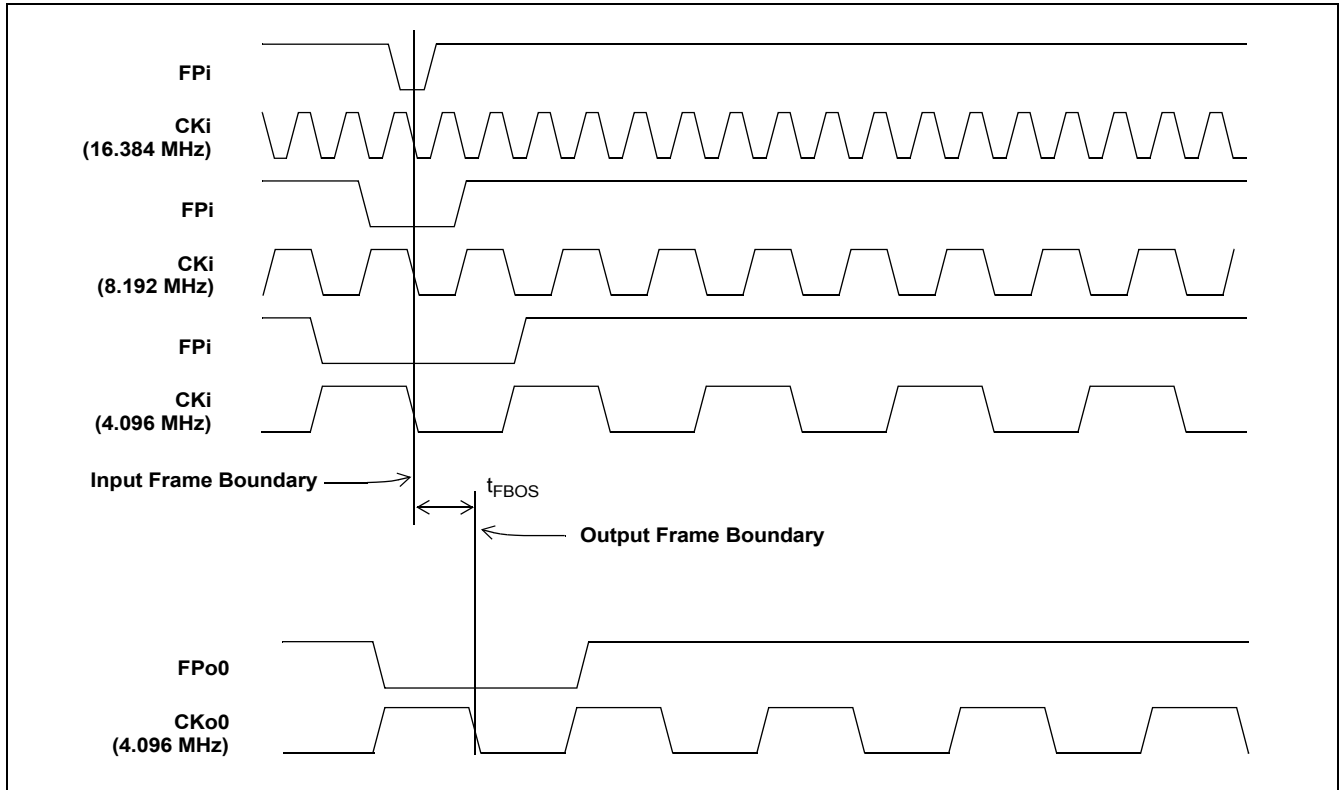 FPi
CKi
(16.384 MHz)
FPi
CKi
(8.192 MHz)
FPi
CKi
(4.096 MHz)
Input Frame Boundary
tFBOS
Output Frame Boundary
FPo0
CKo0
(4.096 MHz)